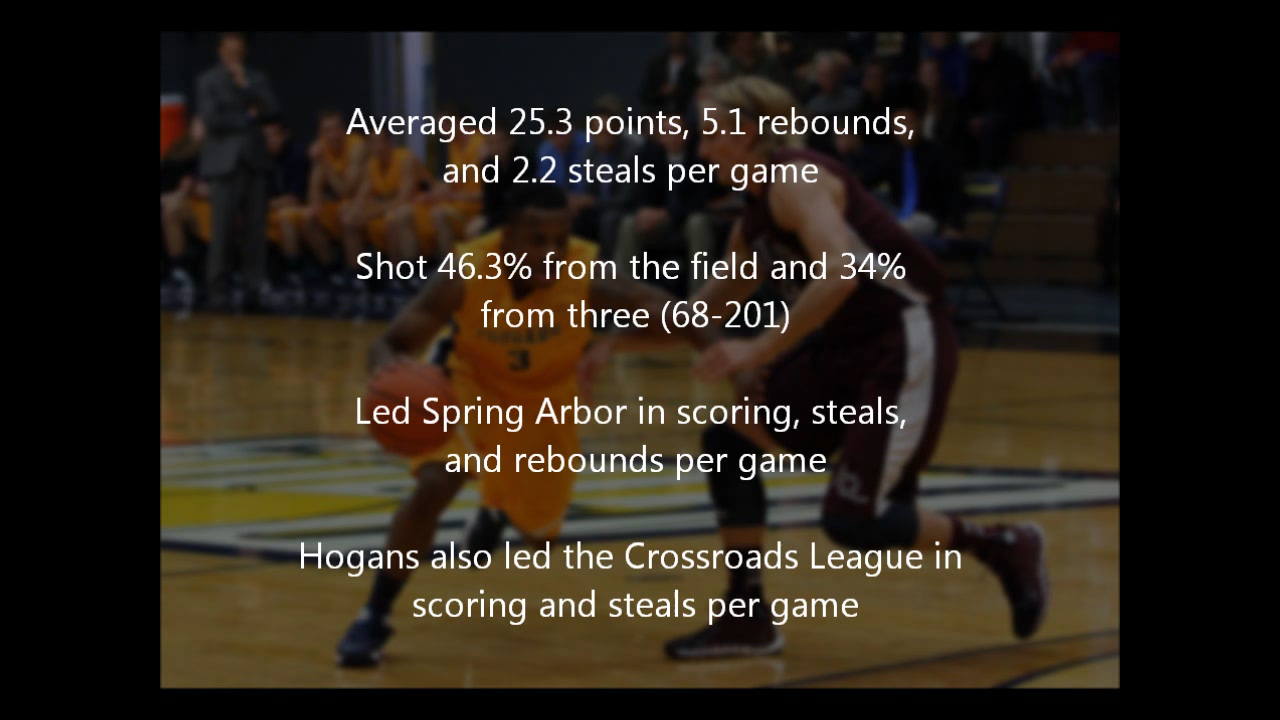 Averaged 25.3 points, 5.1 rebounds,
and 2.2 steals per game
Shot 46.3% from the field and 34%
from three (68-201)
Led Spring Arbor in scoring, steals,
and rebounds per game
Hogans also led the Crossroads League in
scoring and steals per game
3